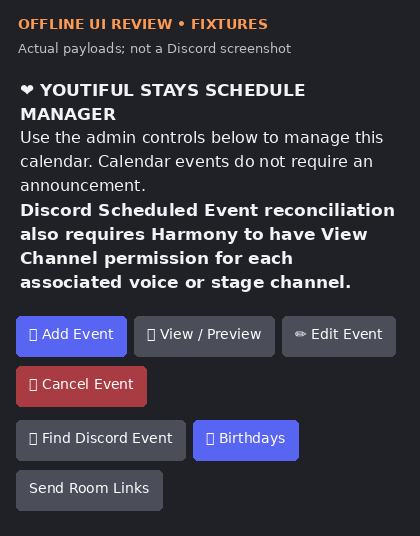 OFFLINE UI REVIEW • FIXTURES
Actual payloads; not a Discord screenshot
❤ YOUTIFUL STAYS SCHEDULE
MANAGER
Use the admin controls below to manage this
calendar. Calendar events do not require an
announcement.
Discord Scheduled Event reconciliation
also requires Harmony to have View
Channel permission for each
associated voice or stage channel.
Add Event
View / Preview
✏ Edit Event
Cancel Event
Find Discord Event
Birthdays
Send Room Links